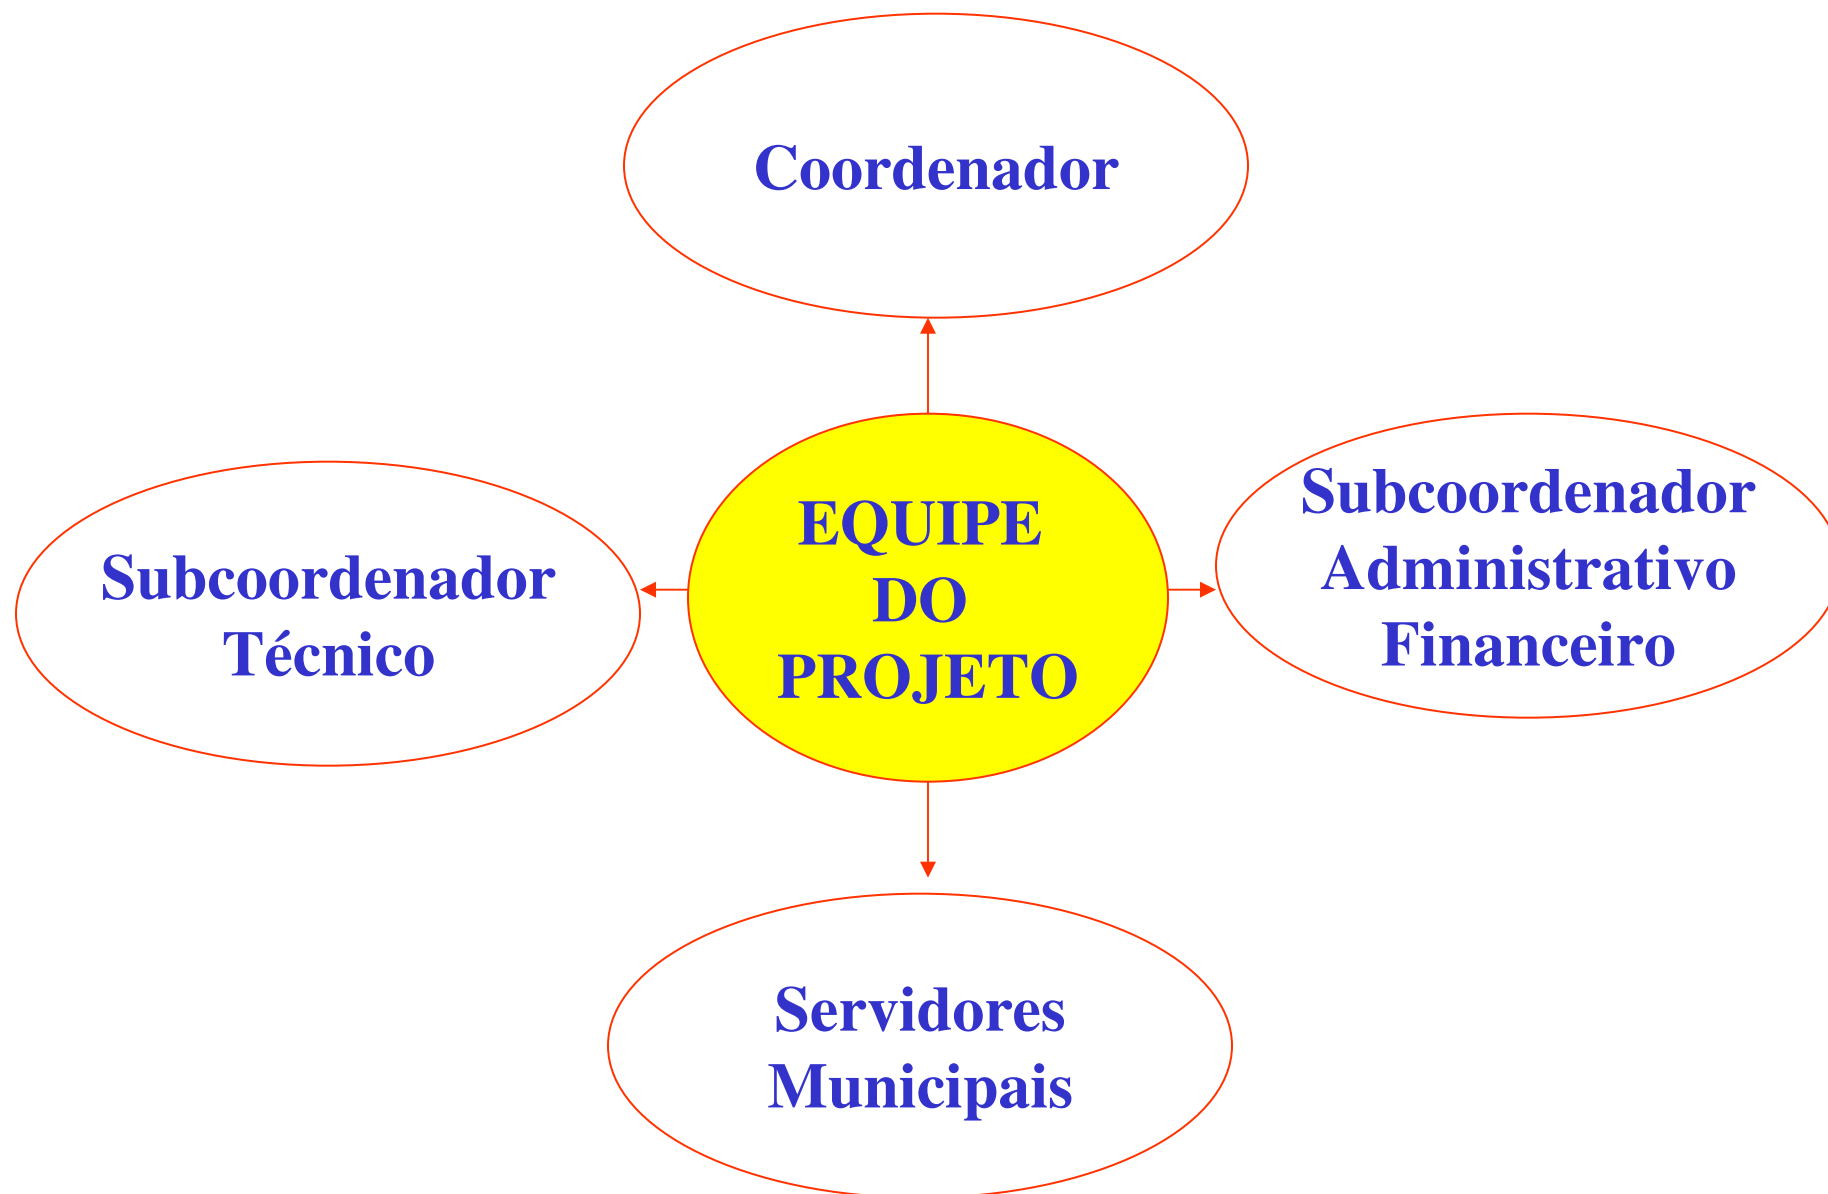 Coordenador
Subcoordenador
Técnico
EQUIPE
DO
PROJETO
Subcoordenador
Administrativo
Financeiro
Servidores
Municipais